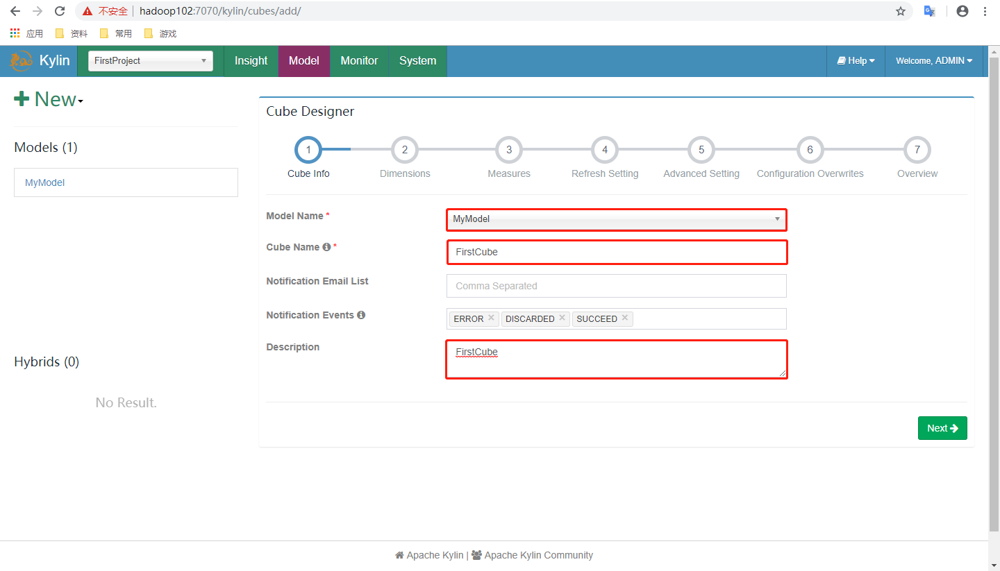 不安全 hadoop102:7070/kylin/cubes/add/
应用 资料 常用 游戏
Kylin FirstProject Insight Model Monitor System Help Welcome, ADMIN
New
Models (1)
MyModel
Hybrids (0)
No Result.
Cube Designer
1 2 3 4 5 6 7
Cube Info Dimensions Measures Refresh Setting Advanced Setting Configuration Overwrites Overview
Model Name * MyModel
Cube Name * FirstCube
Notification Email List Comma Separated
Notification Events ERROR × DISCARDED × SUCCEED ×
Description FirstCube
Next
Apache Kylin | Apache Kylin Community